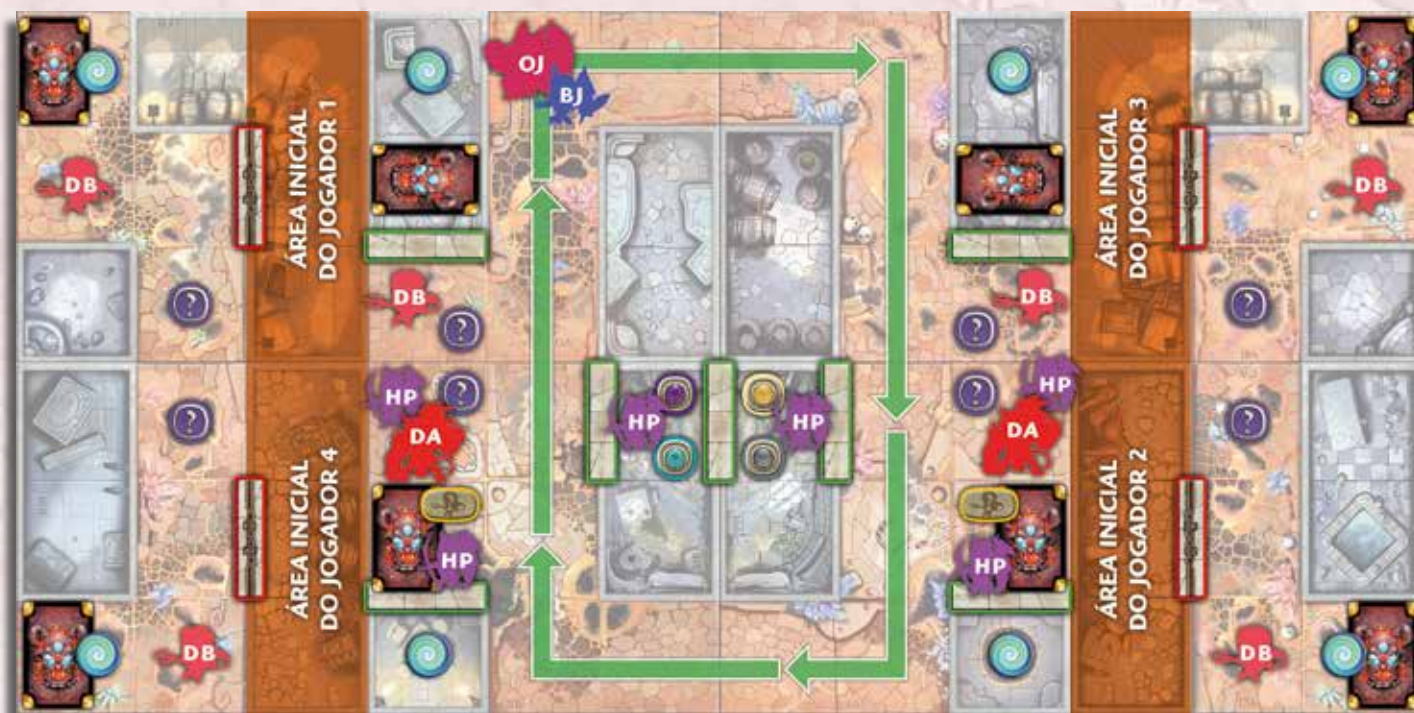 OJ
BJ
ÁREA INICIAL
DO JOGADOR 1
ÁREA INICIAL
DO JOGADOR 3
DB
DB
?
DB
?
DB
?
?
ÁREA INICIAL
DO JOGADOR 4
ÁREA INICIAL
DO JOGADOR 2
?
HP
?
DA
HP
HP
?
HP
DA
?
HP
HP
DB
DB